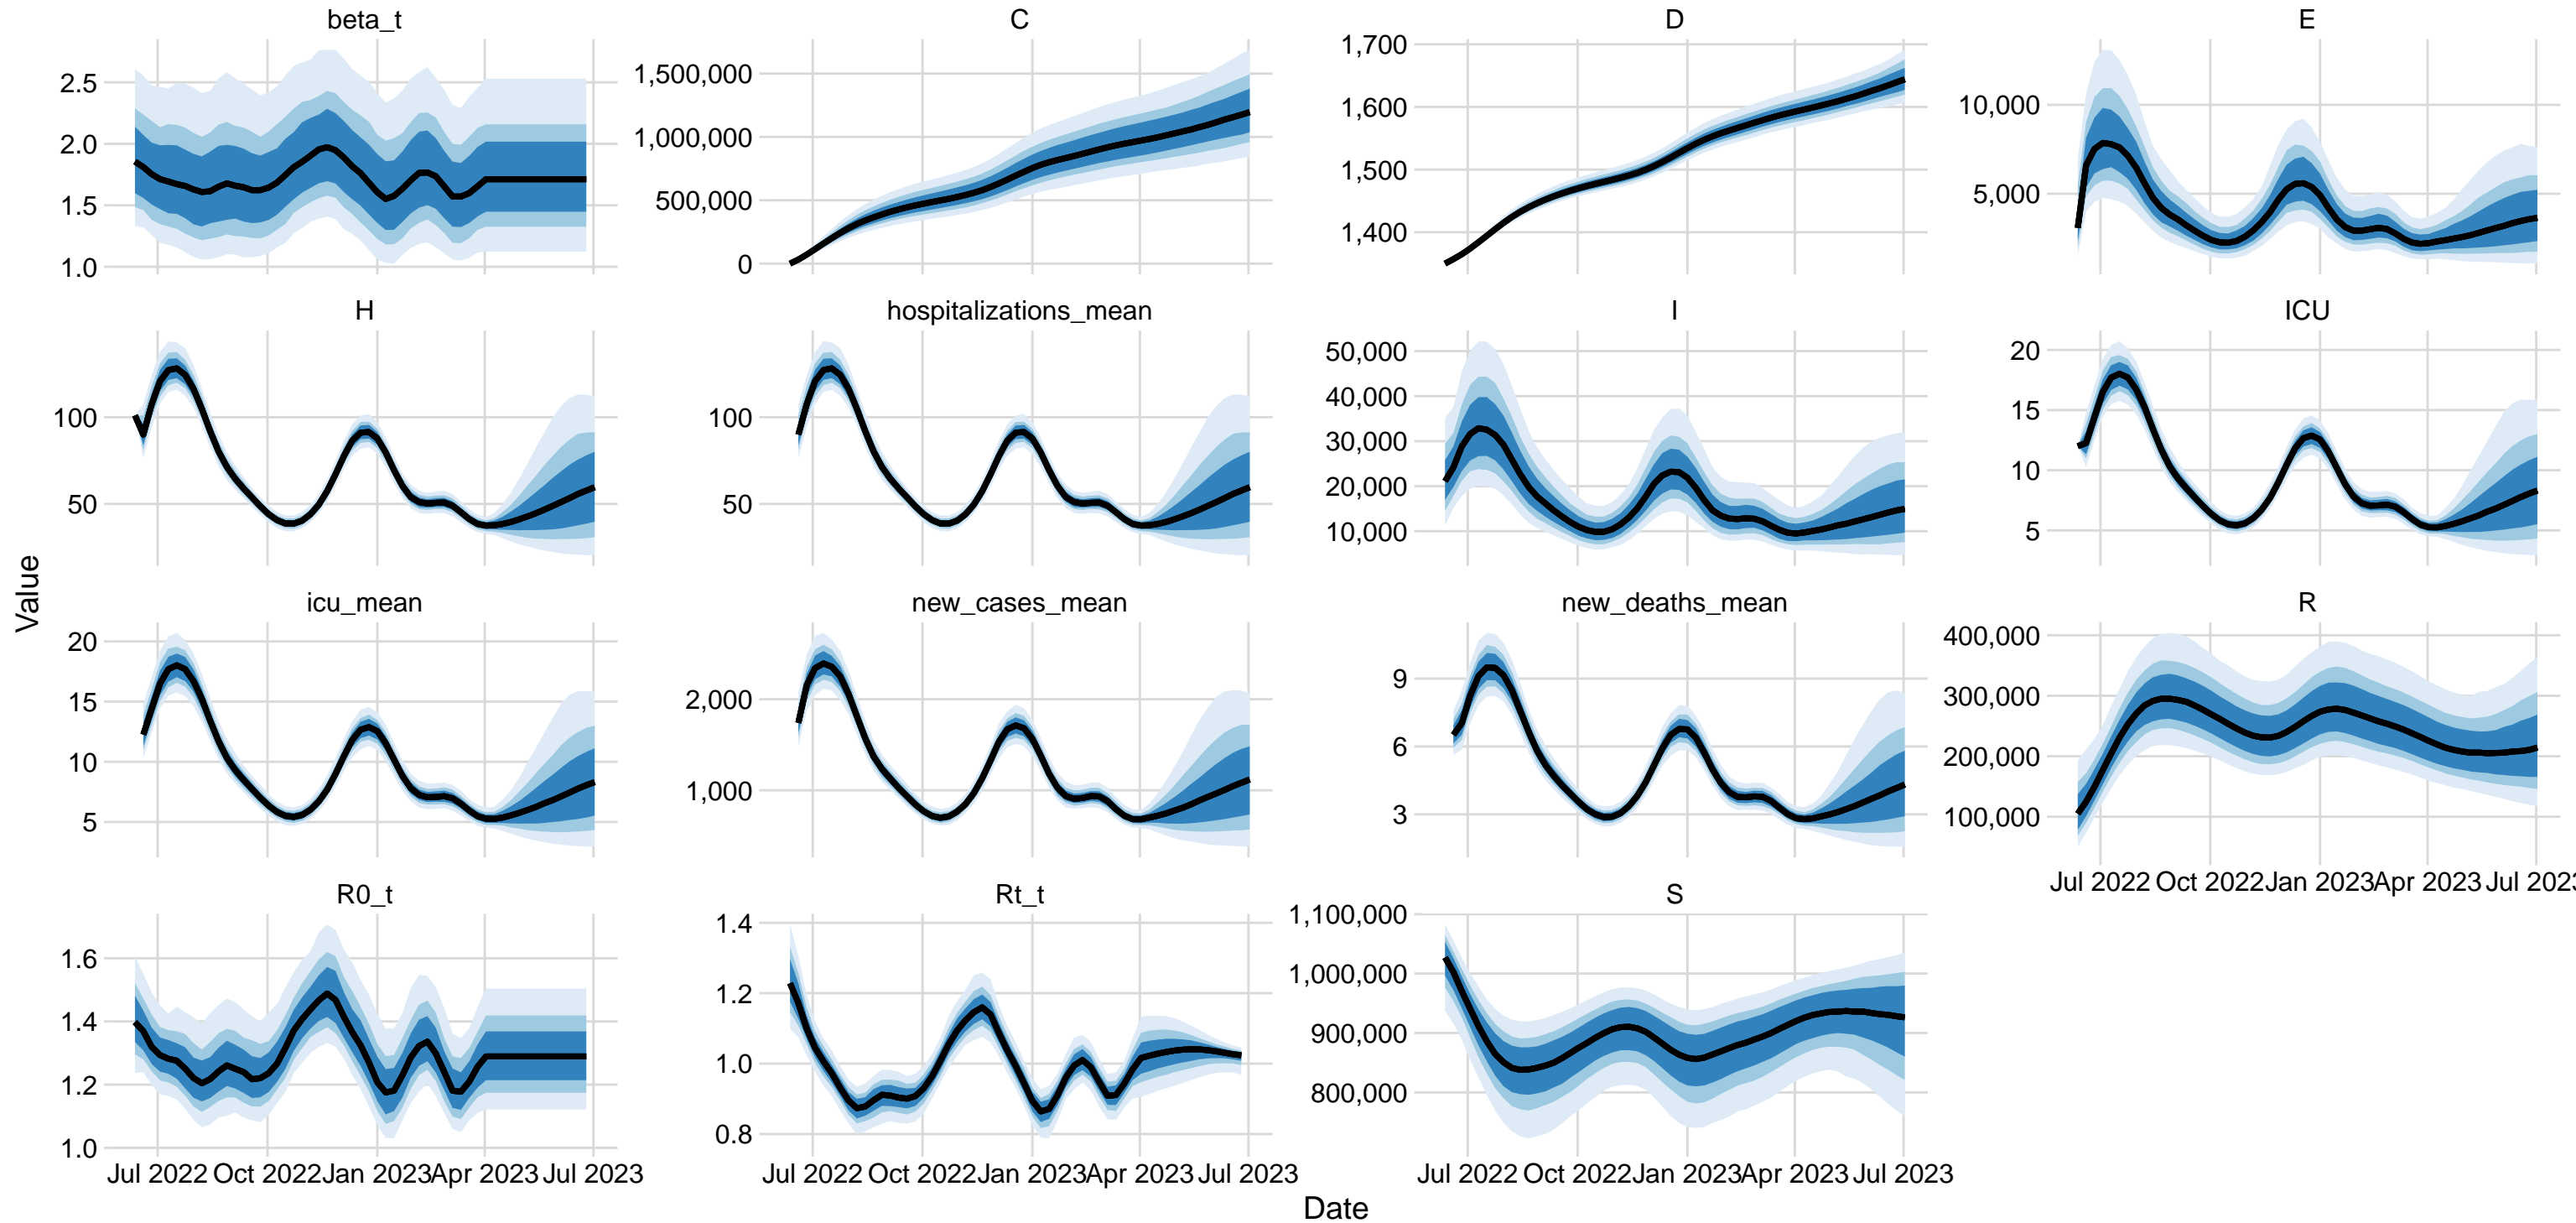 beta_t
C
D
E
2.5
2.0
1.5
1.0
1,500,000
1,000,000
500,000
0
1,700
1,600
1,500
1,400
10,000
5,000
H
hospitalizations_mean
I
ICU
100
50
100
50
50,000
40,000
30,000
20,000
10,000
20
15
10
5
Value
icu_mean
new_cases_mean
new_deaths_mean
R
20
15
10
5
2,000
1,000
9
6
3
400,000
300,000
200,000
100,000
Jul 2022 Oct 2022 Jan 2023 Apr 2023 Jul 2023
R0_t
Rt_t
S
1.6
1.4
1.2
1.0
1.4
1.2
1.0
0.8
1,100,000
1,000,000
900,000
800,000
Jul 2022 Oct 2022 Jan 2023 Apr 2023 Jul 2023
Jul 2022 Oct 2022 Jan 2023 Apr 2023 Jul 2023
Jul 2022 Oct 2022 Jan 2023 Apr 2023 Jul 2023
Date